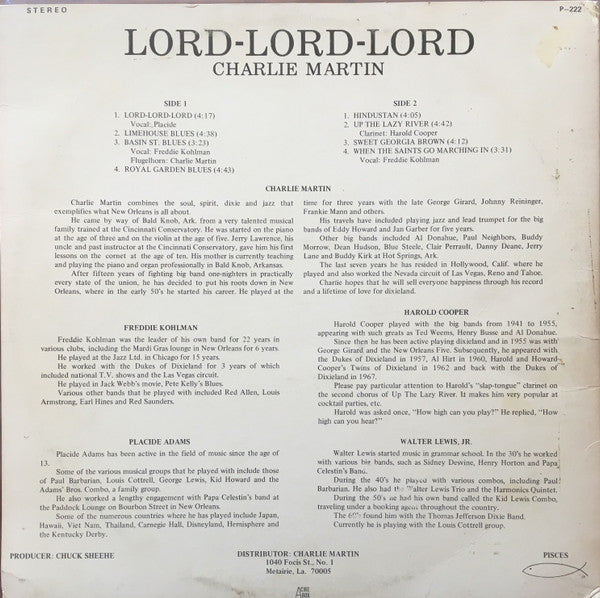 STEREO
P-222
LORD-LORD-LORD
CHARLIE MARTIN
SIDE 1
1. LORD-LORD-LORD (4:17)
Vocal: Placide
2. LIMEHOUSE BLUES (4:38)
3. BASIN ST. BLUES (3:23)
Vocal: Freddie Kohlman
Flugelhorn: Charlie Martin
4. ROYAL GARDEN BLUES (4:43)
SIDE 2
1. HINDUSTAN (4:05)
2. UP THE LAZY RIVER (4:42)
Clarinet: Harold Cooper
3. SWEET GEORGIA BROWN (4:12)
4. WHEN THE SAINTS GO MARCHING IN (3:31)
Vocal: Freddie Kohlman
CHARLIE MARTIN
Charlie Martin combines the soul, spirit, dixie and jazz that
exemplifies what New Orleans is all about.
He came by way of Bald Knob, Ark. from a very talented musical
family trained at the Cincinnati Conservatory. He was started on the piano
at the age of three and on the violin at the age of five. Jerry Lawrence, his
uncle and past instructor at the Cincinnati Conservatory, gave him his first
lessons on the cornet at the age of ten. His mother is currently teaching
and playing the piano and organ professionally in Bald Knob, Arkansas.
After fifteen years of fighting big band one-nighters in practically
every state of the union, he has decided to put his roots down in New
Orleans, where in the early 50's he started his career. He played at the
time for three years with the late George Girard, Johnny Reininger,
Frankie Mann and others.
His travels have included playing jazz and lead trumpet for the big
bands of Eddy Howard and Jan Garber for five years.
Other big bands included Al Donahue, Paul Neighbors, Buddy
Morrow, Dean Hudson, Blue Steele, Clair Perrault, Danny Deane, Jerry
Lane and Buddy Kirk at Hot Springs, Ark.
The last seven years he has resided in Hollywood, Calif. where he
played and also worked the Nevada circuit of Las Vegas, Reno and Tahoe.
Charlie hopes that he will sell everyone happiness through his record
and a lifetime of love for dixieland.
FREDDIE KOHLMAN
Freddie Kohlman was the leader of his own band for 22 years in
various clubs, including the Mardi Gras lounge in New Orleans for 6 years.
He played at the Jazz Ltd. in Chicago for 15 years.
He worked with the Dukes of Dixieland for 3 years of which
included national T.V. shows and the Las Vegas circuit.
He played in Jack Webb's movie, Pete Kelly's Blues.
Various other bands that he played with included Red Allen, Louis
Armstrong, Earl Hines and Red Saunders.
HAROLD COOPER
Harold Cooper played with the big bands from 1941 to 1955,
appearing with such greats as Ted Weems, Henry Busse and Al Donahue.
Since then he has been active playing dixieland and in 1955 was with
George Girard and the New Orleans Five. Subsequently, he appeared with
the Dukes of Dixieland in 1957, Al Hirt in 1960, Harold and Howard
Cooper's Twins of Dixieland in 1962 and back with the Dukes of
Dixieland in 1967.
Please pay particular attention to Harold's "slap-tongue" clarinet on
the second chorus of Up The Lazy River. It makes him very popular at
cocktail parties, etc.
Harold was asked once, "How high can you play?" He replied, "How
high can you hear?"
PLACIDE ADAMS
Placide Adams has been active in the field of music since the age of
13.
Some of the various musical groups that he played with include those
of Paul Barbarian, Louis Cottrell, George Lewis, Kid Howard and the
Adams' Bros. Combo, a family group.
He also worked a lengthy engagement with Papa Celestin's band at
the Paddock Lounge on Bourbon Street in New Orleans.
Some of the numerous countries where he has played include Japan,
Hawaii, Viet Nam, Thailand, Carnegie Hall, Disneyland, Hemisphere and
the Kentucky Derby.
WALTER LEWIS, JR.
Walter Lewis started music in grammar school. In the 30's he worked
with various big bands, such as Sidney Desvine, Henry Horton and Papa
Celestin's Band.
During the 40's he played with various combos, including Paul
Barbarian. He also had the Walter Lewis Trio and the Harmonics Quintet.
During the 50's he had his own band called the Kid Lewis Combo,
traveling under a booking agent throughout the country.
The 60's found him with the Thomas Jefferson Dixie Band.
Currently he is playing with the Louis Cottrell group.
PRODUCER: CHUCK SHEEHE
DISTRIBUTOR: CHARLIE MARTIN
1040 Focis St., No. 1
Metairie, La. 70005
PISCES